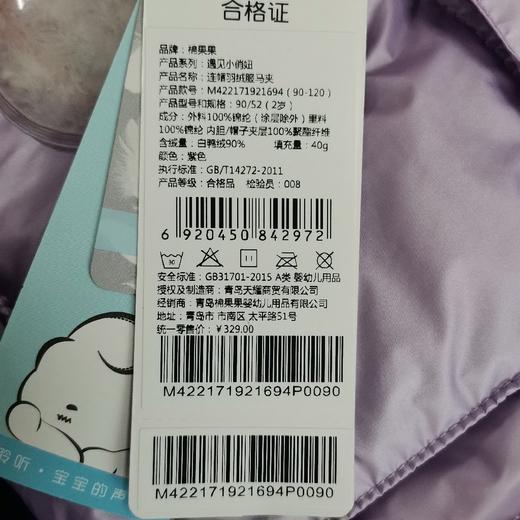 合格证
品牌：棉果果
产品系列：遇见小俏妞
产品名称：连帽羽绒服马夹
产品款号：M422171921694（90-120）
产品型号和规格：90/52（2岁）
成分：外料100%锦纶（涂层除外）里料
100%锦纶 内胆/帽子夹层100%聚酯纤维
含绒量：白鸭绒90% 填充量：40g
颜色：紫色
执行标准：GB/T14272-2011
产品等级：合格品 检验员：008
6 920450 842972
安全标准：GB31701-2015 A类 婴幼儿用品
授权及制造商：青岛天耀商贸有限公司
经销商：青岛棉果果婴幼儿用品有限公司
地址：青岛市 市南区 太平路51号
统一零售价：¥329.00
M422171921694P0090
M422171921694P0090
聆听·宝宝的声